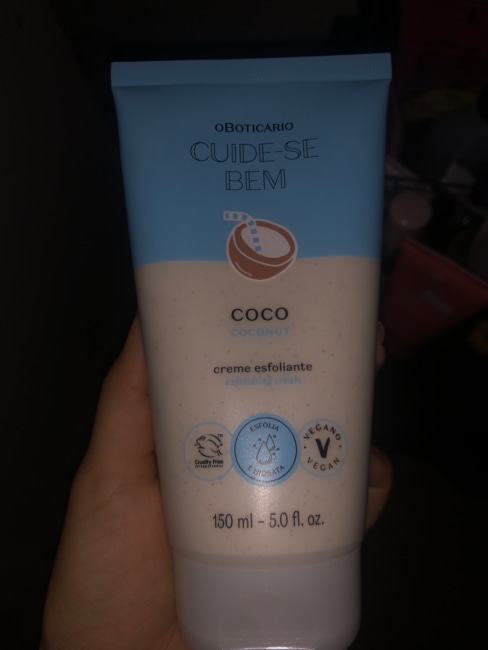 oBOTICÁRIO
CUIDE-SE
BEM
COCO
COCONUT
creme esfoliante
exfoliating cream
Cruelty Free
ESFOLIA
E HIDRATA
VEGANO
V
VEGAN
150 ml - 5.0 fl. oz.